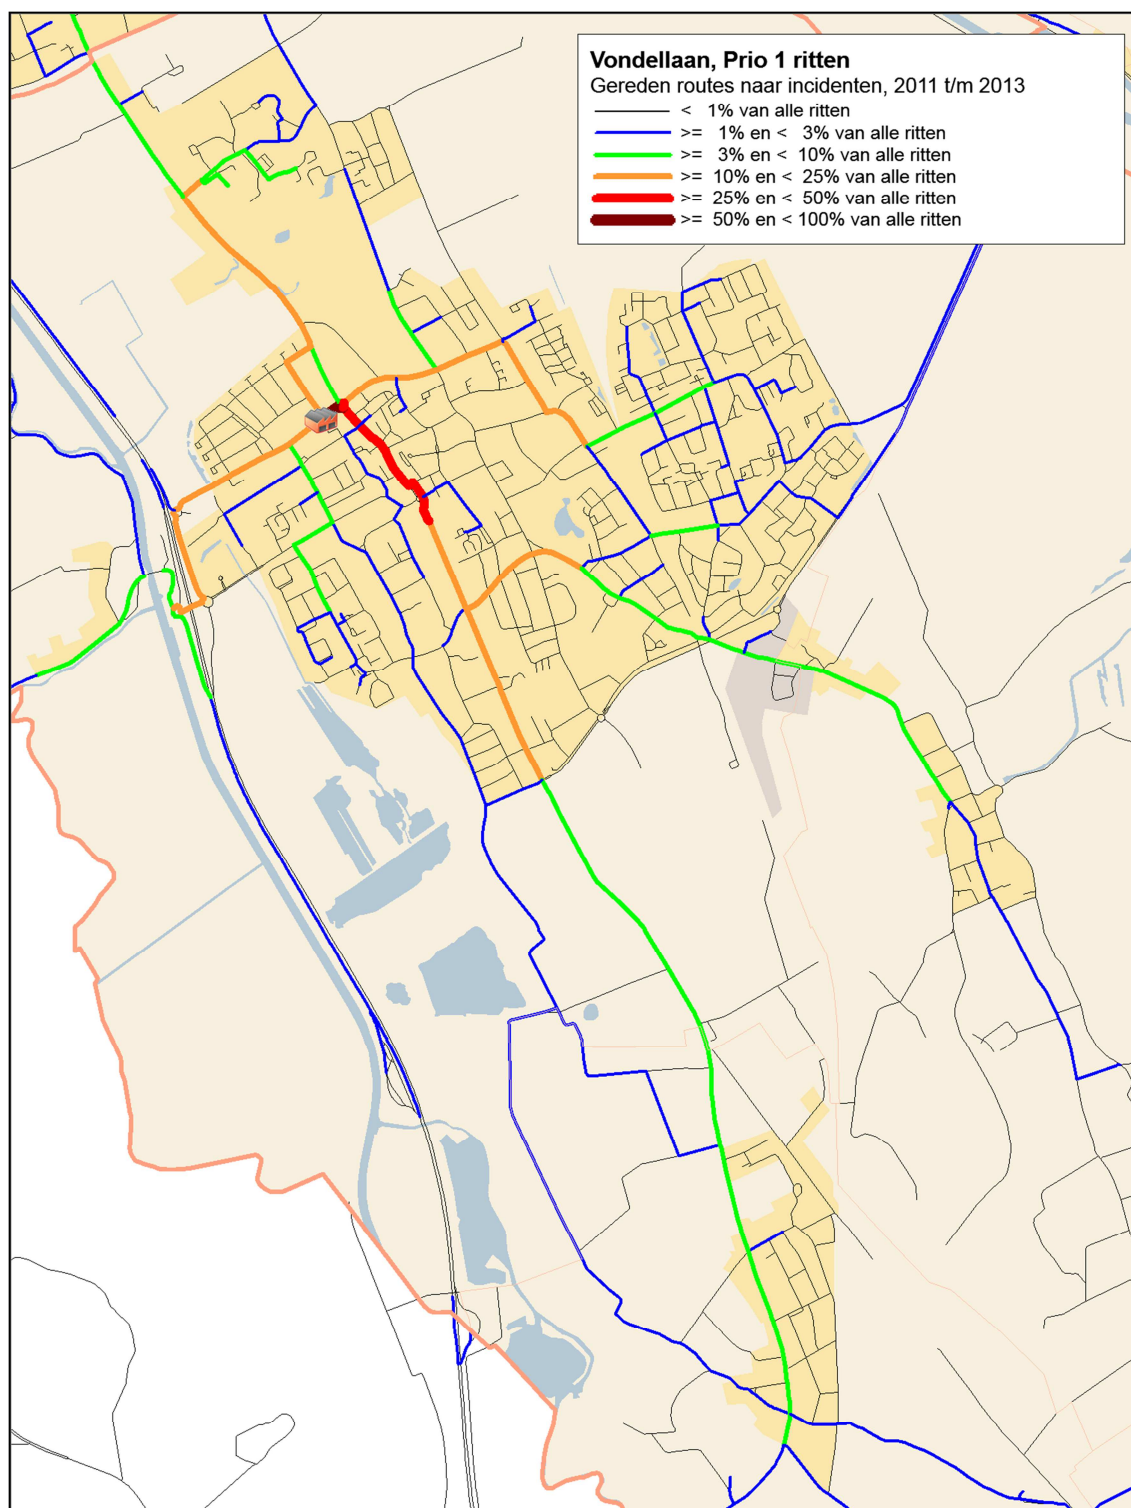 Vondellaan, Prio 1 ritten
Gereden routes naar incidenten, 2011 t/m 2013
< 1% van alle ritten
>= 1% en < 3% van alle ritten
>= 3% en < 10% van alle ritten
>= 10% en < 25% van alle ritten
>= 25% en < 50% van alle ritten
>= 50% en < 100% van alle ritten